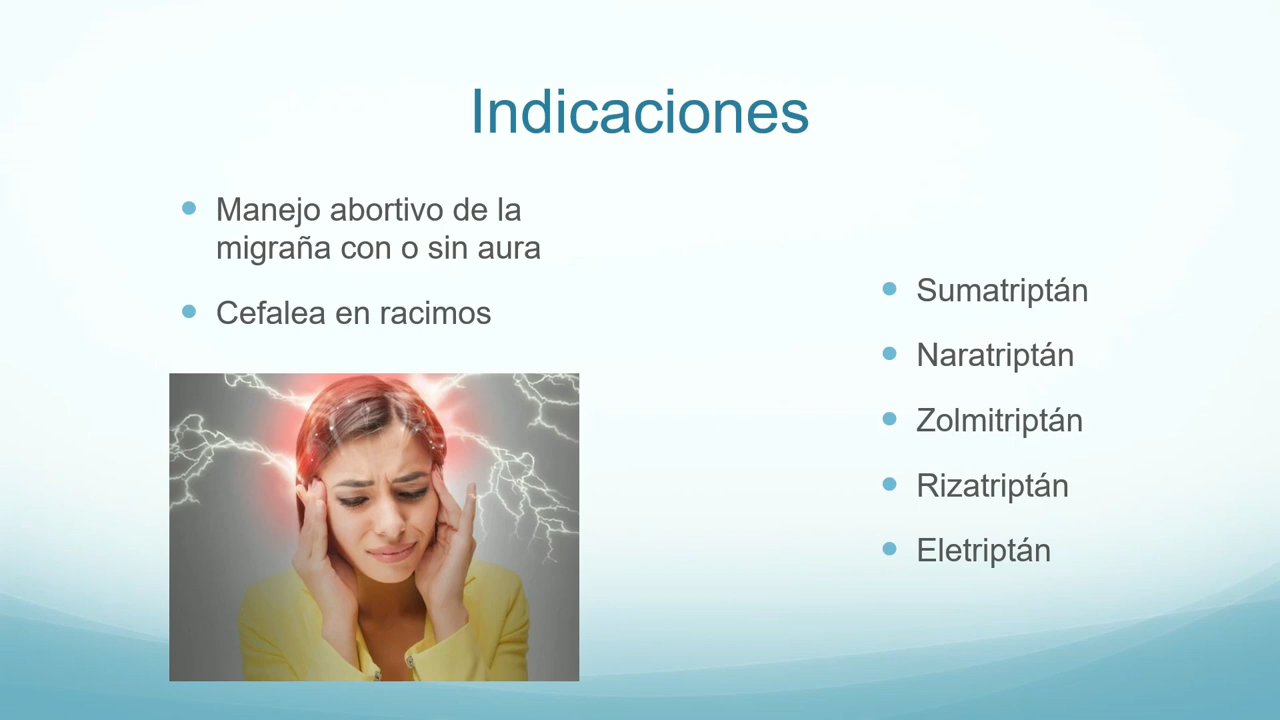 Indicaciones
Manejo abortivo de la
migraña con o sin aura
Cefalea en racimos
Sumatriptán
Naratriptán
Zolmitriptán
Rizatriptán
Eletriptán